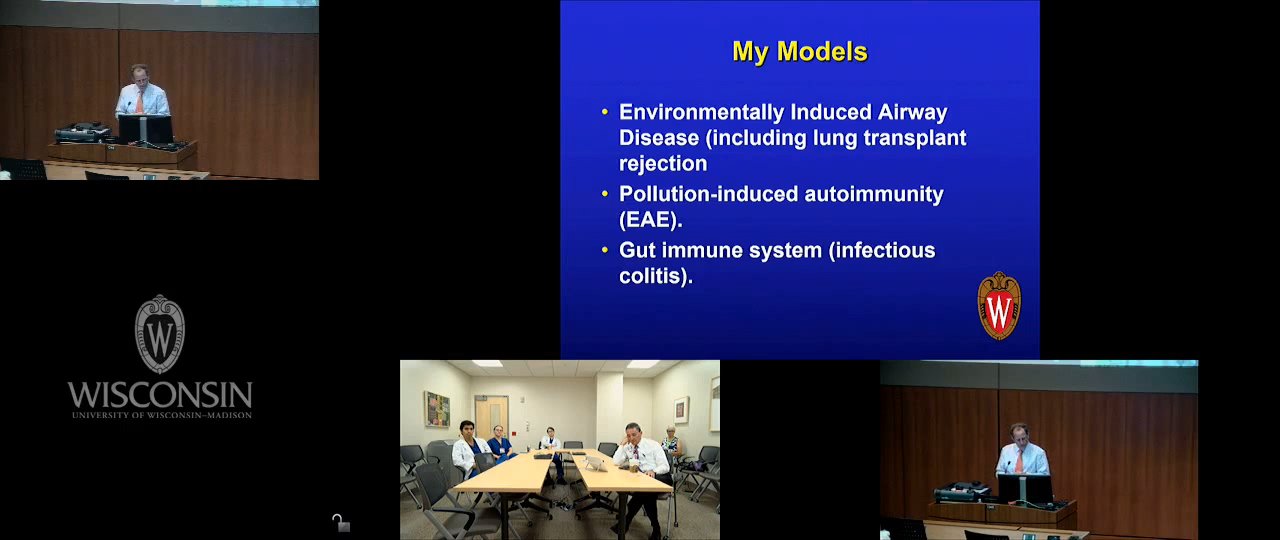 My Models
• Environmentally Induced Airway
Disease (including lung transplant
rejection
• Pollution-induced autoimmunity
(EAE).
• Gut immune system (infectious
colitis).
W
W
WISCONSIN
UNIVERSITY OF WISCONSIN–MADISON